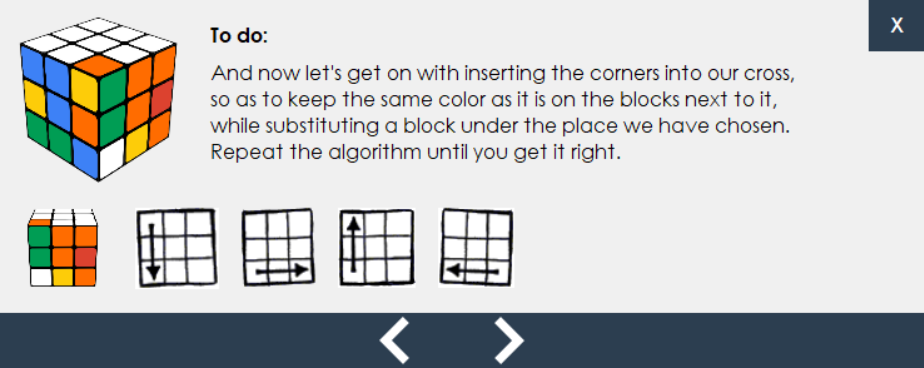 X
To do:
And now let's get on with inserting the corners into our cross,
so as to keep the same color as it is on the blocks next to it,
while substituting a block under the place we have chosen.
Repeat the algorithm until you get it right.